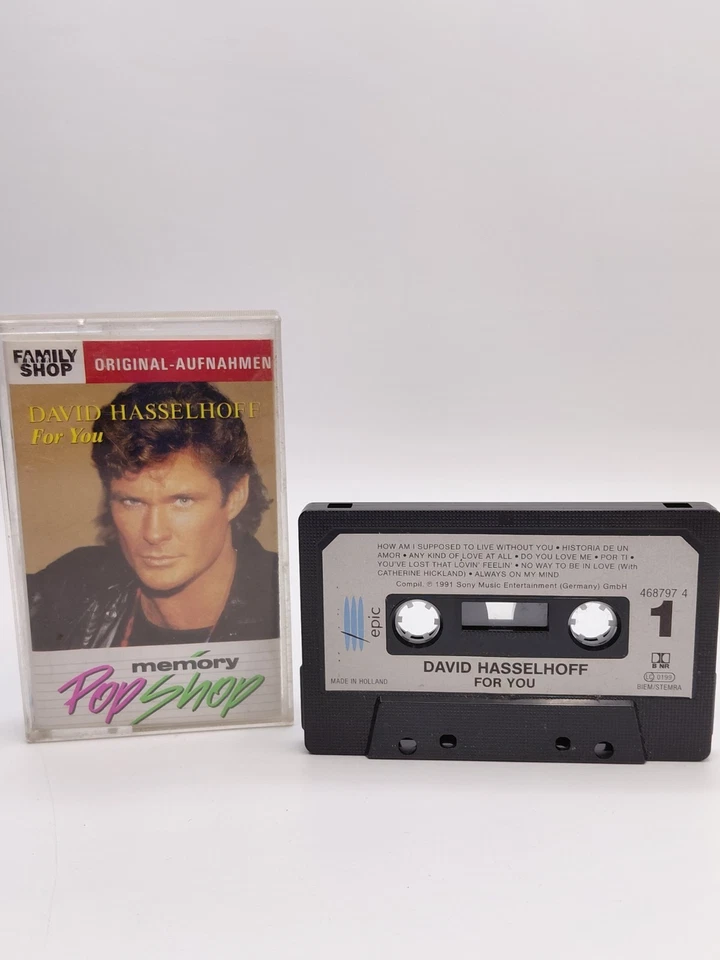 FAMILY
SHOP
ORIGINAL-AUFNAHMEN
DAVID HASSELHOFF
For You
memory
PopShop
HOW AM I SUPPOSED TO LIVE WITHOUT YOU • HISTORIA DE UN
AMOR • ANY KIND OF LOVE AT ALL • DO YOU LOVE ME • POR TI •
YOU'VE LOST THAT LOVIN' FEELIN' • NO WAY TO BE IN LOVE (With
CATHERINE HICKLAND) • ALWAYS ON MY MIND
Compil. ℗ 1991 Sony Music Entertainment (Germany) GmbH
468797 4
epic
1
B NR
DAVID HASSELHOFF
FOR YOU
MADE IN HOLLAND
LC 0199
BIEM/STEMRA